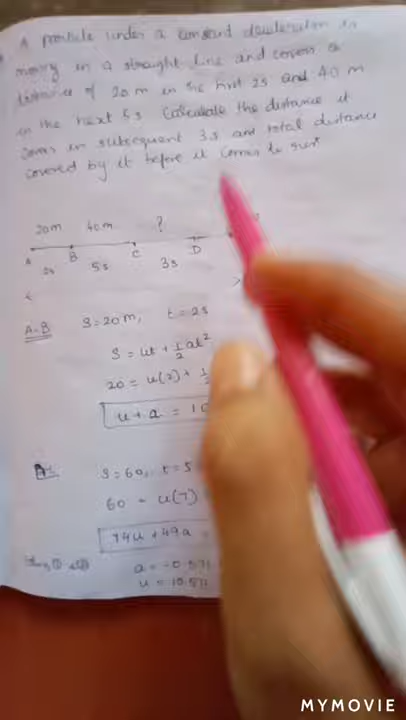 A particle under a constant deceleration is
moving in a straight line and covers a
distance of 20 m in the first 2s and 40 m
in the next 5s Calculate the distance it
covers in subsequent 3s and total distance
covered by it before it comes to rest
20m 40m ?
A B C D
2s 5s 3s
A-B S = 20m, t = 2s
S = ut + 1/2 at²
20 = u(2) +
u + a = 10
S = 60, t = 5
60 = u(7)
14u + 49a =
a = -0.571
u = 10.571
MYMOVIE